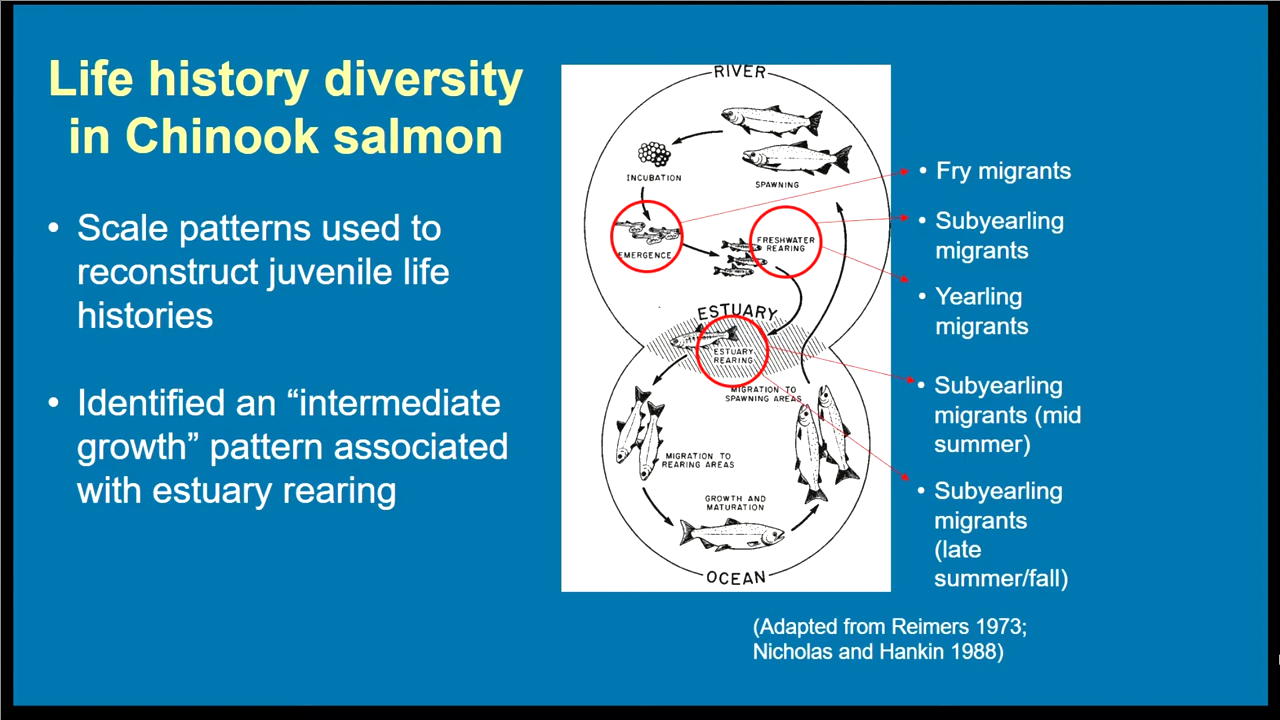 Life history diversity
in Chinook salmon
• Scale patterns used to
reconstruct juvenile life
histories
• Identified an “intermediate
growth” pattern associated
with estuary rearing
RIVER
INCUBATION
SPAWNING
EMERGENCE
FRESHWATER
REARING
ESTUARY
ESTUARY
REARING
MIGRATION TO
SPAWNING AREAS
MIGRATION TO
REARING AREAS
GROWTH AND
MATURATION
OCEAN
• Fry migrants
• Subyearling
migrants
• Yearling
migrants
• Subyearling
migrants (mid
summer)
• Subyearling
migrants
(late
summer/fall)
(Adapted from Reimers 1973;
Nicholas and Hankin 1988)